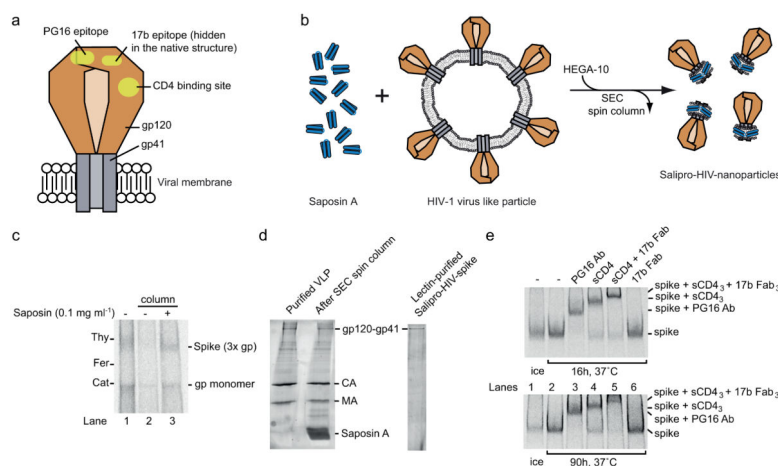 a
PG16 epitope
17b epitope (hidden
in the native structure)
CD4 binding site
gp120
gp41
Viral membrane
b
HEGA-10
SEC
spin column
+
Saposin A
HIV-1 virus like particle
Salipro-HIV-nanoparticles
c
column
Saposin (0.1 mg ml-1)
- - +
Thy
Fer
Cat
Spike (3x gp)
gp monomer
Lane 1 2 3
d
Purified VLP
After SEC spin column
Lectin-purified
Salipro-HIV-spike
gp120-gp41
CA
MA
Saposin A
e
- - PG16 Ab sCD4 sCD4 + 17b Fab 17b Fab
spike + sCD43 + 17b Fab3
spike + sCD43
spike + PG16 Ab
spike
ice 16h, 37˚C
Lanes 1 2 3 4 5 6
spike + sCD43 + 17b Fab3
spike + sCD43
spike + PG16 Ab
spike
ice 90h, 37˚C